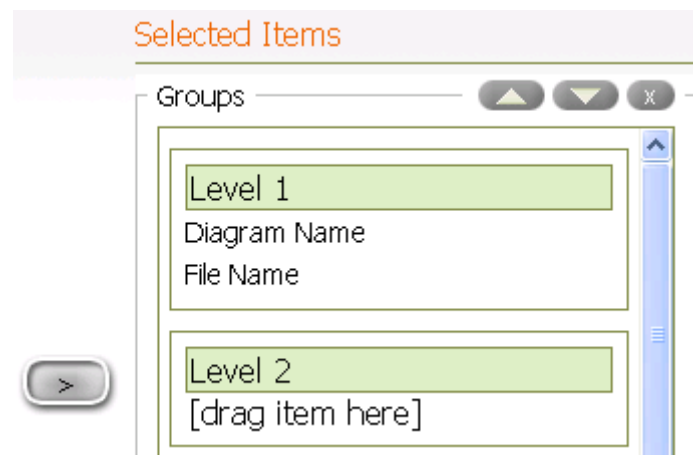 Selected Items
Groups
x
Level 1
Diagram Name
File Name
Level 2
>
[drag item here]